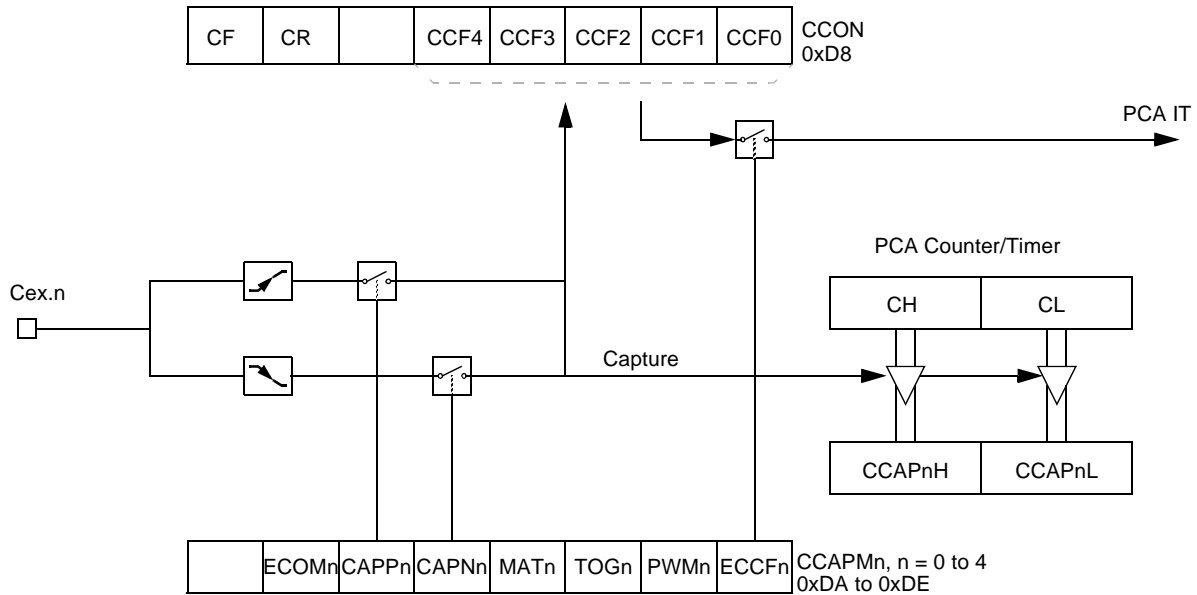 CF CR CCF4 CCF3 CCF2 CCF1 CCF0 CCON
0xD8
PCA IT
PCA Counter/Timer
Cex.n
CH CL
Capture
CCAPnH CCAPnL
ECOMn CAPPn CAPNn MATn TOGn PWMn ECCFn CCAPMn, n = 0 to 4
0xDA to 0xDE